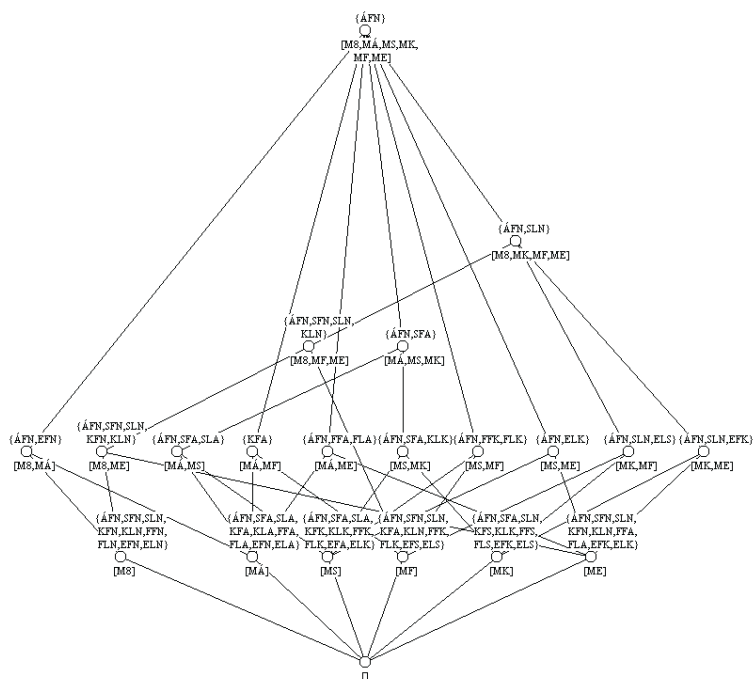 {ÁFN}
[M8,MÁ,MS,MK,
MF,ME]
{ÁFN,SLN}
[M8,MK,MF,ME]
{ÁFN,SFN,SLN,
KLN}
[M8,MF,ME]
{ÁFN,SFA}
[MÁ,MS,MK]
{ÁFN,EFN}
[M8,MÁ]
{ÁFN,SFN,SLN,
KFN,KLN}
[M8,ME]
{ÁFN,SFA,SLA}
[MÁ,MS]
{KFA}
[MÁ,MF]
{ÁFN,FFA,FLA}
[MÁ,ME]
{ÁFN,SFA,KLK}
[MS,MK]
{ÁFN,FFK,FLK}
[MS,MF]
{ÁFN,ELK}
[MS,ME]
{ÁFN,SLN,ELS}
[MK,MF]
{ÁFN,SLN,EFK}
[MK,ME]
{ÁFN,SFN,SLN,
KFN,KLN,FFN,
FLN,EFN,ELN}
[M8]
{ÁFN,SFA,SLA,
KFA,KLA,FFA,
FLA,EFN,ELA}
[MÁ]
{ÁFN,SFA,SLA,
KFK,KLK,FFK,
FLK,EFA,ELK}
[MS]
{ÁFN,SFN,SLN,
KFA,KLN,FFK,
FLK,EFS,ELS}
[MF]
{ÁFN,SFA,SLN,
KFS,KLK,FFS,
FLS,EFK,ELS}
[MK]
{ÁFN,SFN,SLN,
KFN,KLN,FFA,
FLA,EFK,ELK}
[ME]
[]